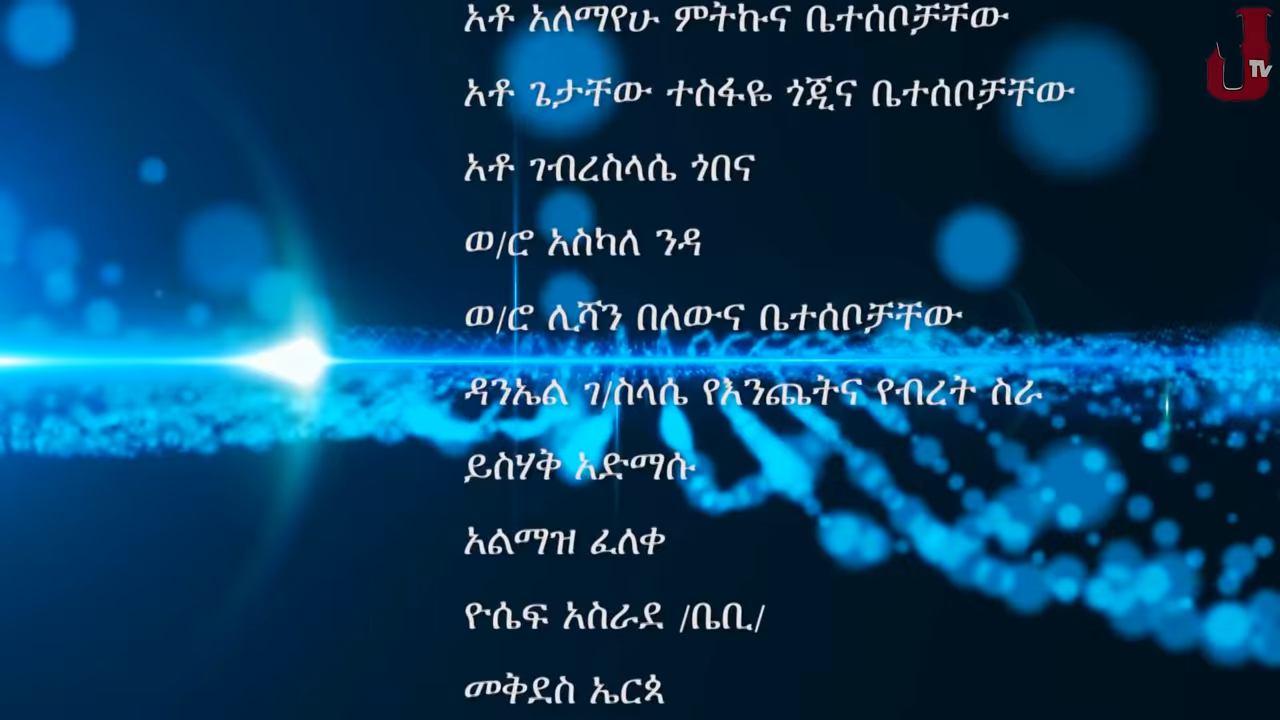 አቶ አለማየሁ ምትኩና ቤተሰቦቻቸው
አቶ ጌታቸው ተስፋዬ ጎጂና ቤተሰቦቻቸው
አቶ ገብረስላሴ ጎበና
ወ/ሮ አስካለ ንዳ
ወ/ሮ ሊሻን በለውና ቤተሰቦቻቸው
ዳንኤል ገ/ስላሴ የእንጨትና የብረት ስራ
ይስሃቅ አድማሱ
አልማዝ ፈለቀ
ዮሴፍ አስራደ /ቤቢ/
መቅደስ ኤርጳ
J TV